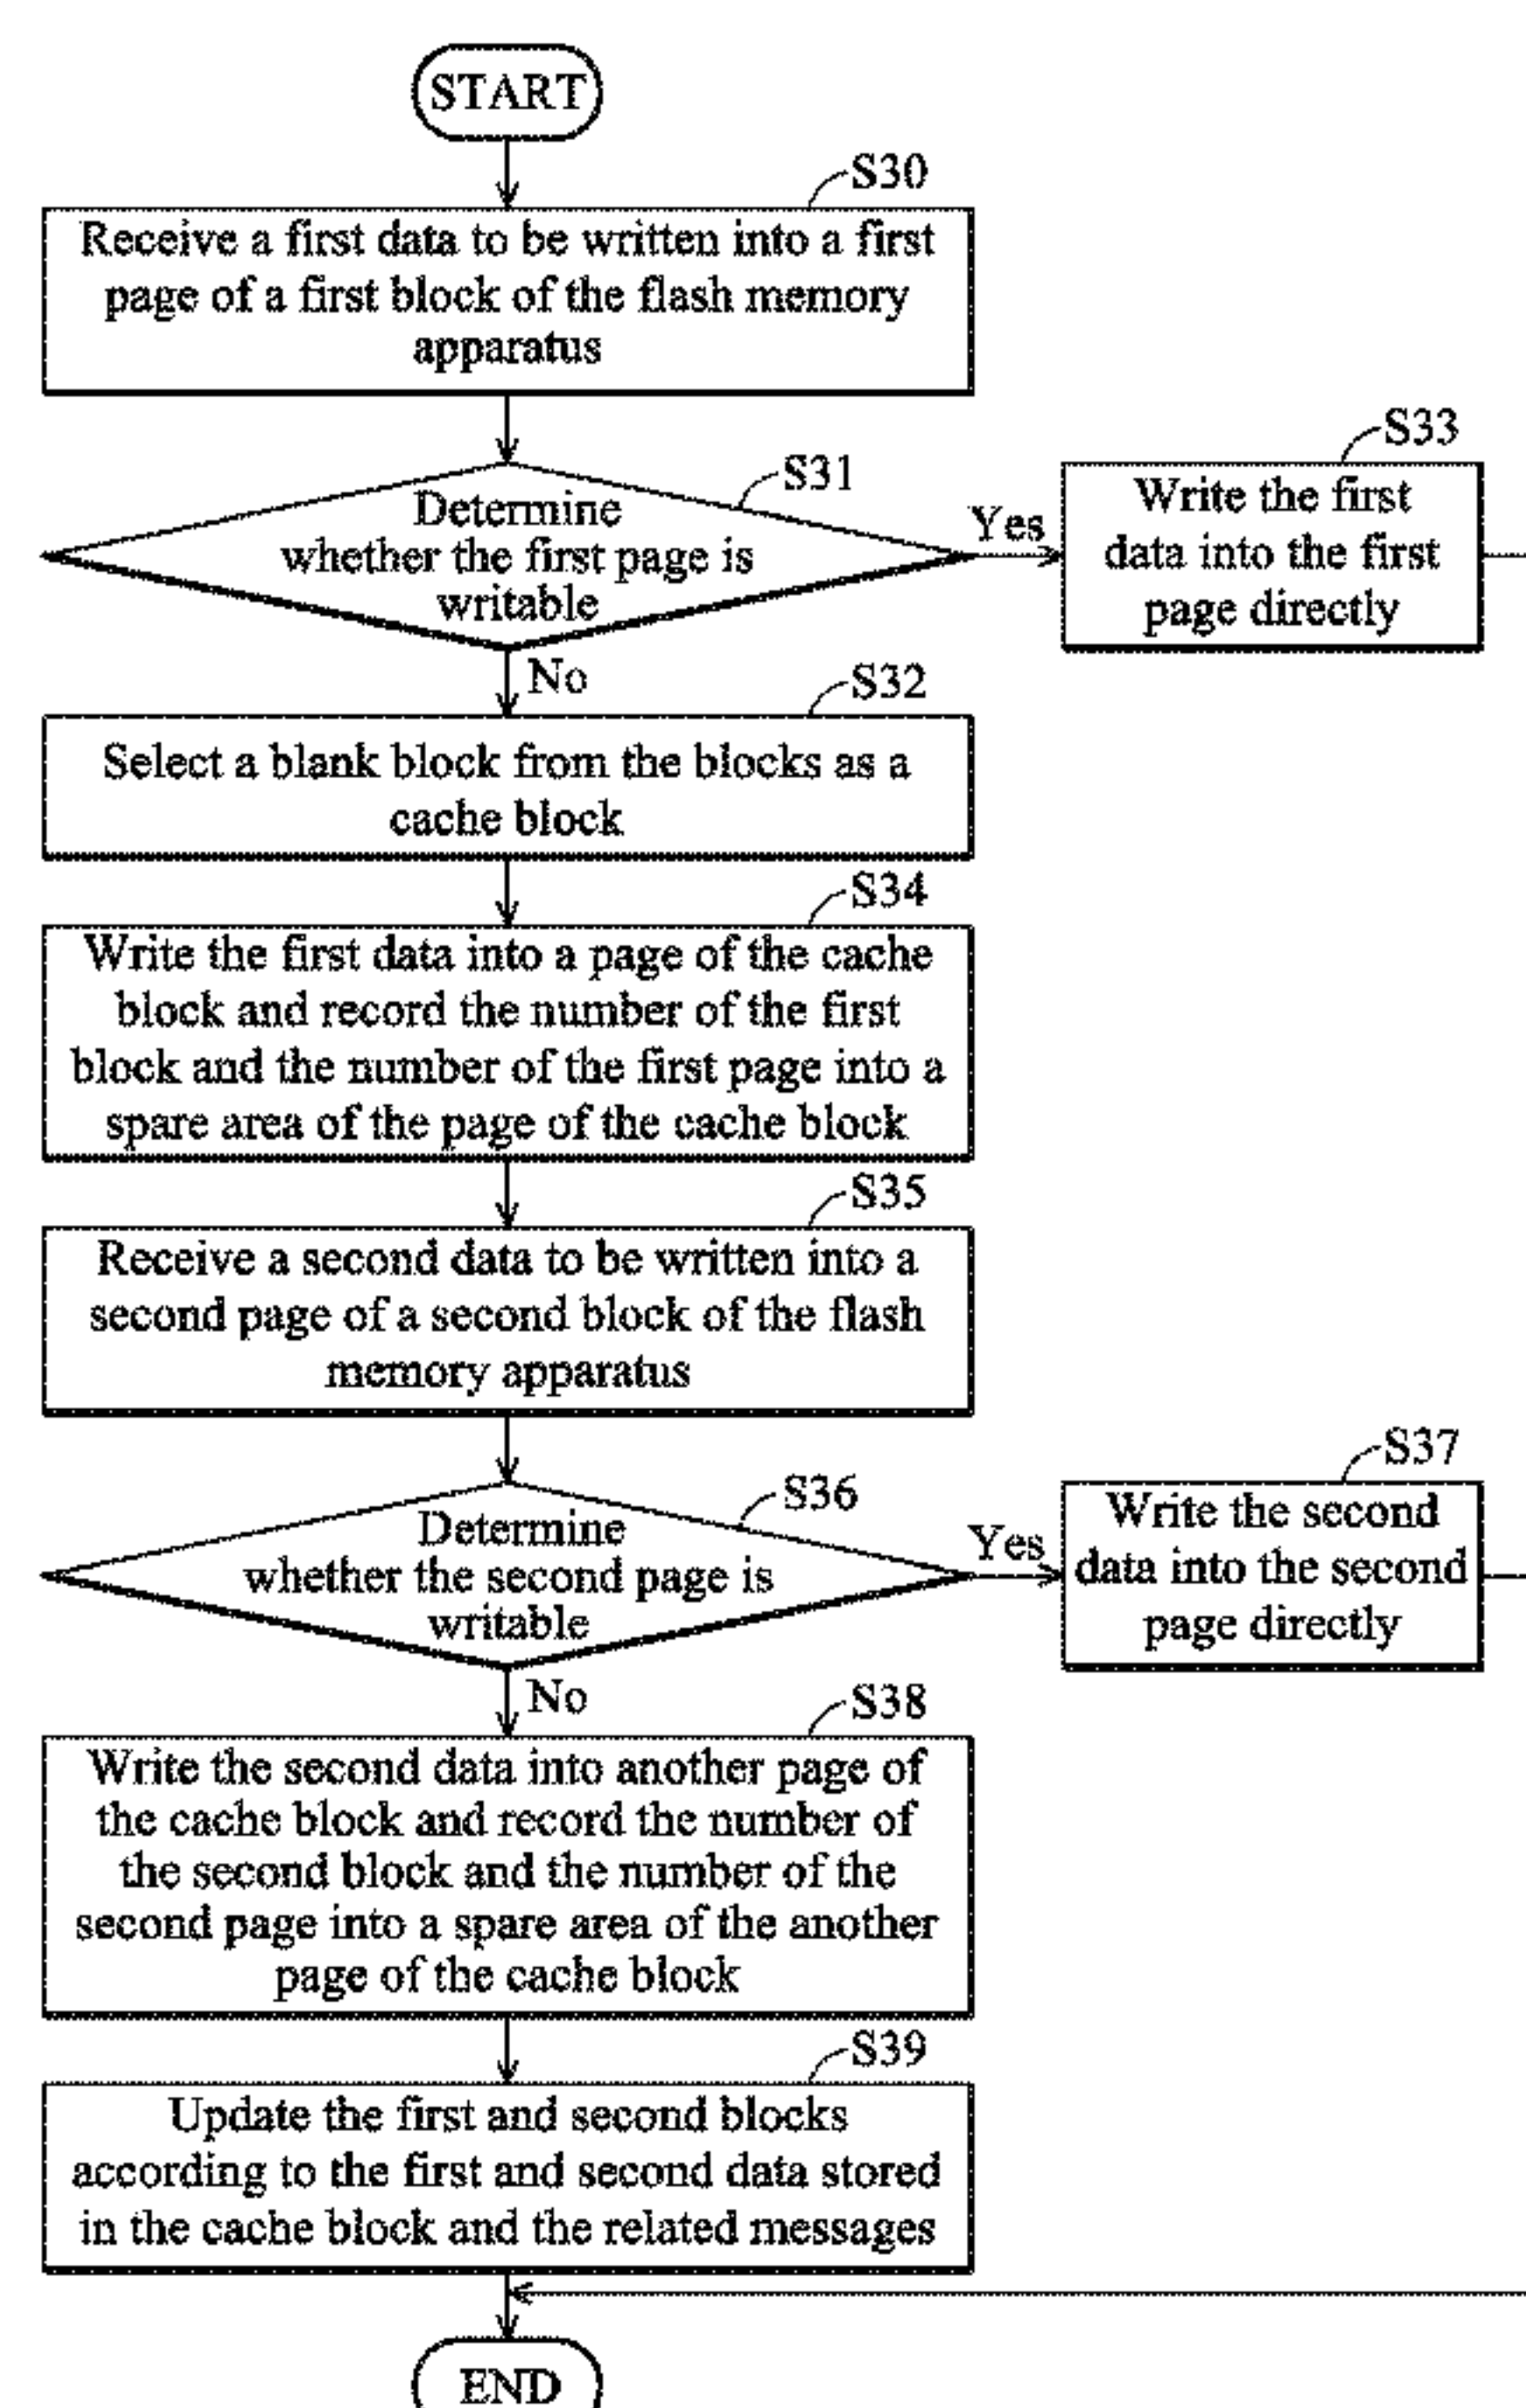 START
S30
Receive a first data to be written into a first
page of a first block of the flash memory
apparatus
S31
Determine
whether the first page is
writable
Yes
S33
Write the first
data into the first
page directly
No
S32
Select a blank block from the blocks as a
cache block
S34
Write the first data into a page of the cache
block and record the number of the first
block and the number of the first page into a
spare area of the page of the cache block
S35
Receive a second data to be written into a
second page of a second block of the flash
memory apparatus
S36
Determine
whether the second page is
writable
Yes
S37
Write the second
data into the second
page directly
No
S38
Write the second data into another page of
the cache block and record the number of
the second block and the number of the
second page into a spare area of the another
page of the cache block
S39
Update the first and second blocks
according to the first and second data stored
in the cache block and the related messages
END